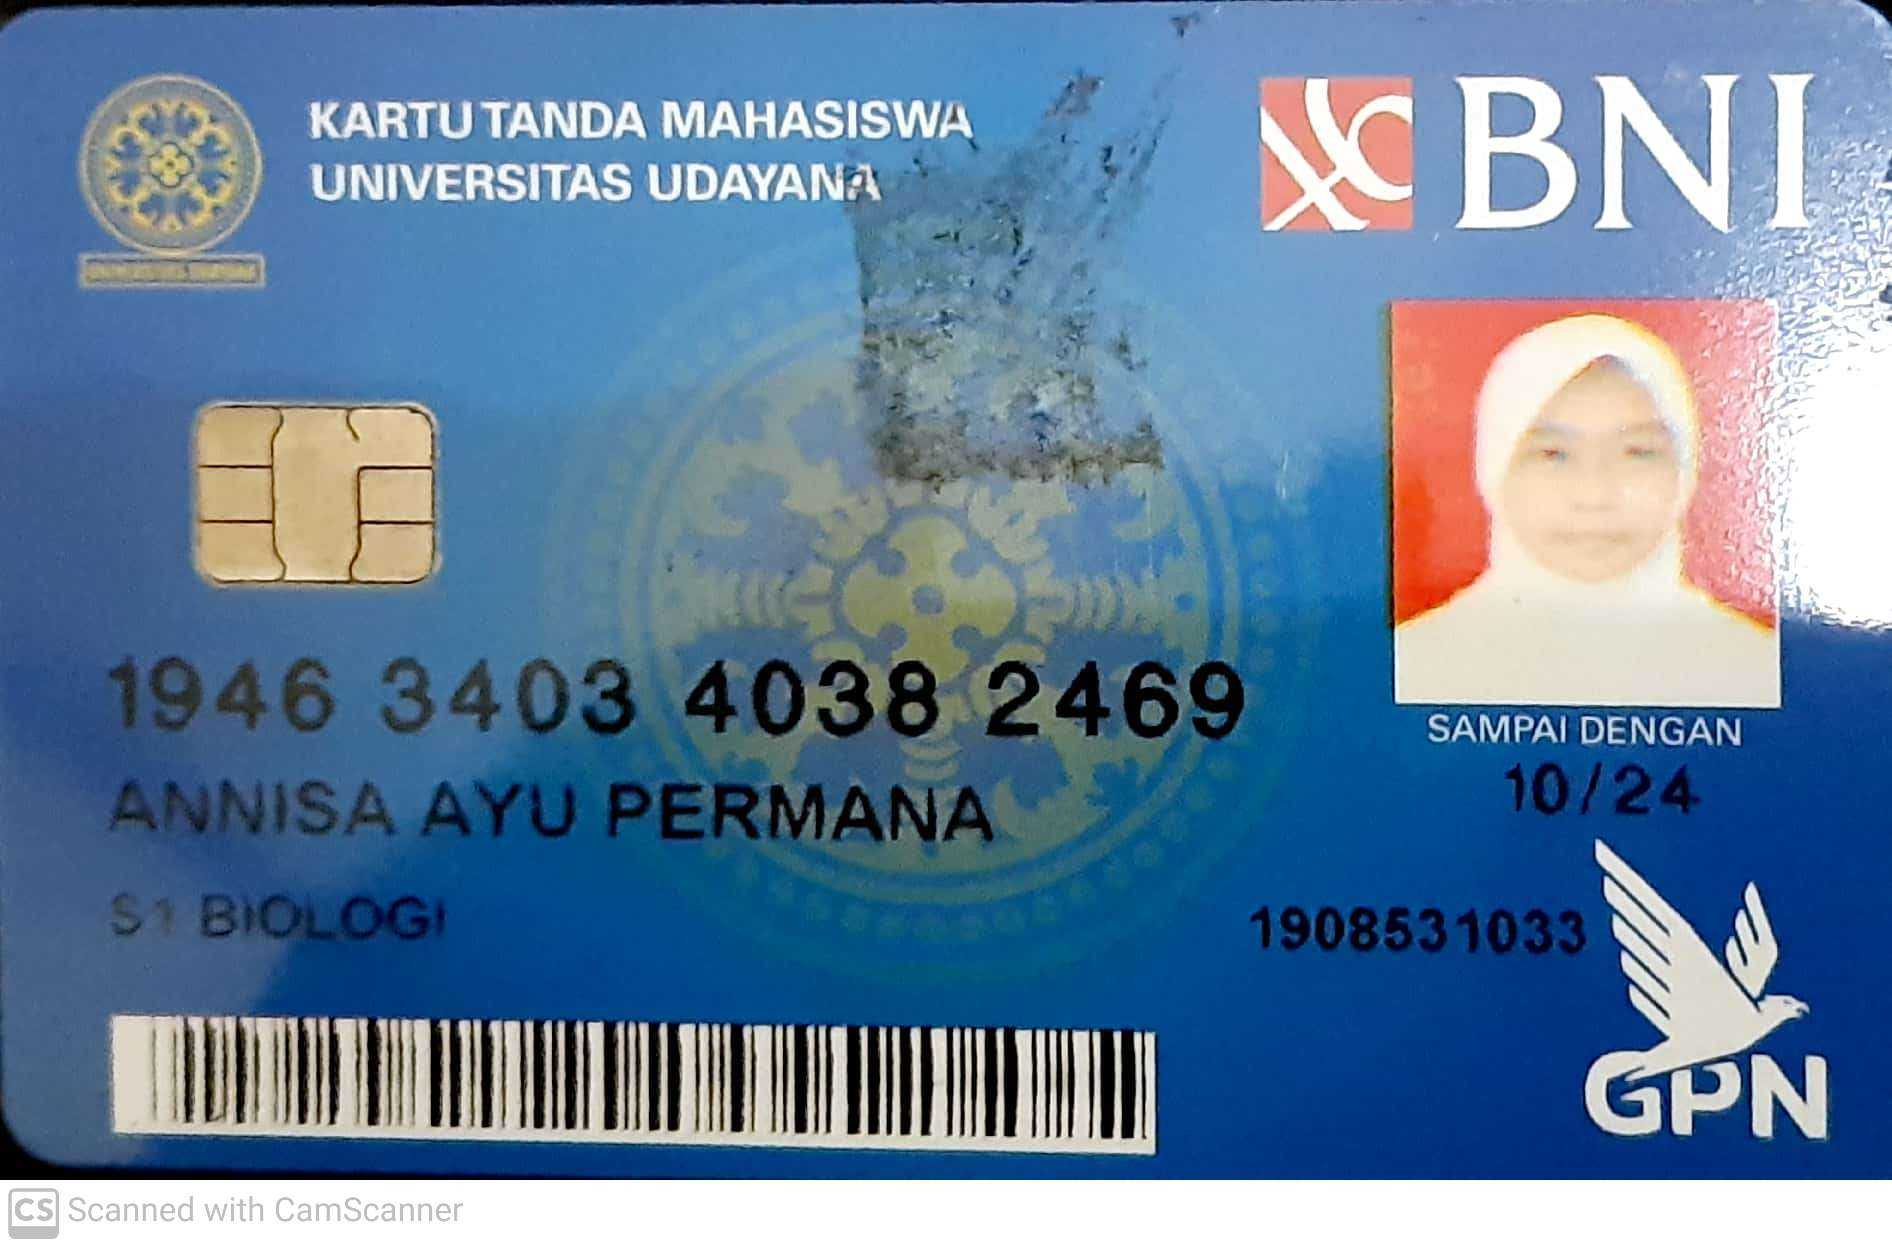 KARTU TANDA MAHASISWA
UNIVERSITAS UDAYANA
BNI
1946 3403 4038 2469
SAMPAI DENGAN
10/24
ANNISA AYU PERMANA
S1 BIOLOGI
1908531033
GPN
CS Scanned with CamScanner